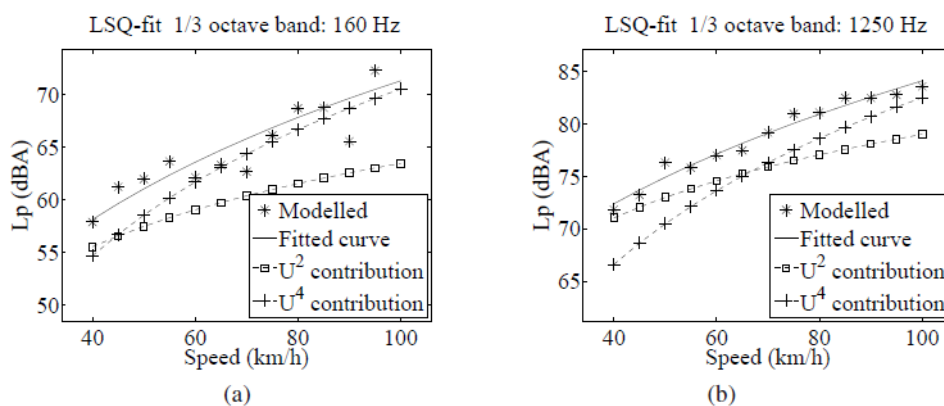 LSQ-fit 1/3 octave band: 160 Hz
Lp (dBA)
70
65
60
55
50
Modelled
Fitted curve
U² contribution
U⁴ contribution
40 60 80 100
Speed (km/h)
(a)
LSQ-fit 1/3 octave band: 1250 Hz
Lp (dBA)
85
80
75
70
65
Modelled
Fitted curve
U² contribution
U⁴ contribution
40 60 80 100
Speed (km/h)
(b)